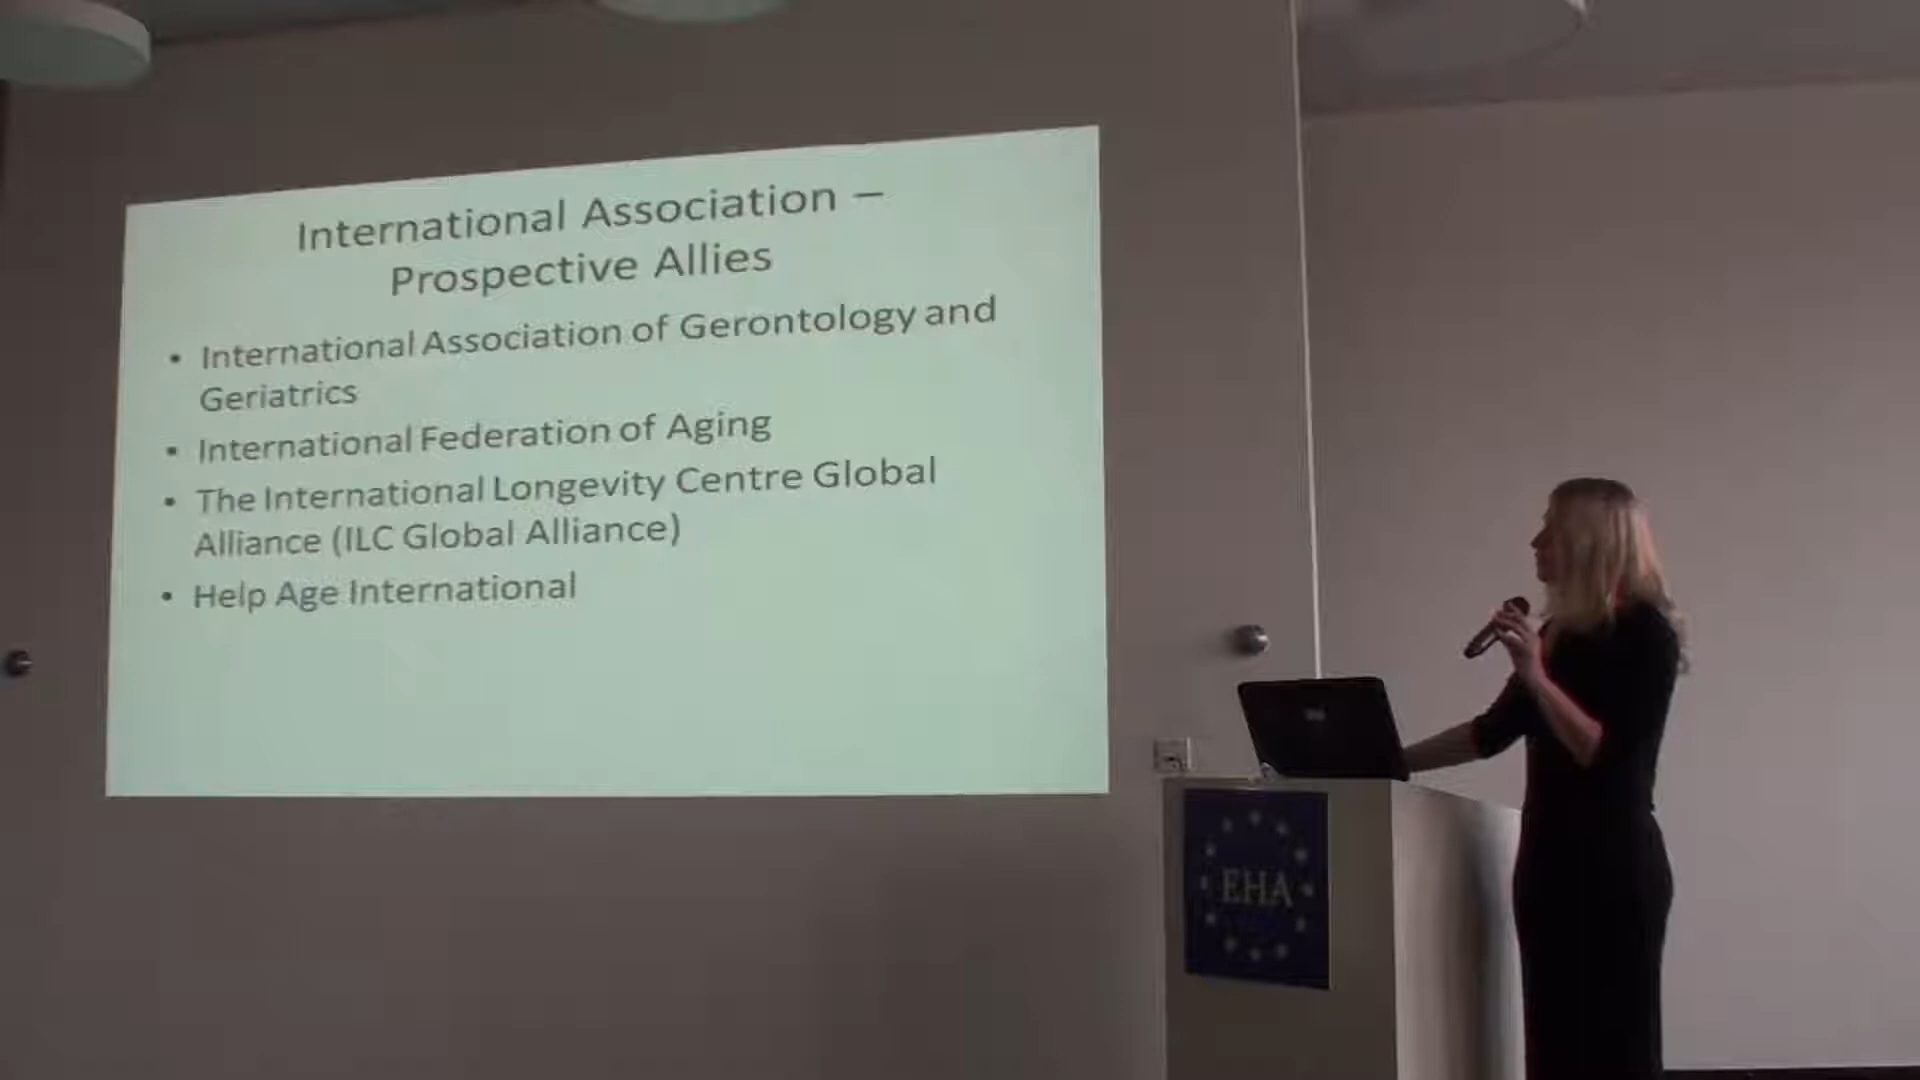 International Association –
Prospective Allies
• International Association of Gerontology and
Geriatrics
• International Federation of Aging
• The International Longevity Centre Global
Alliance (ILC Global Alliance)
• Help Age International
EHA